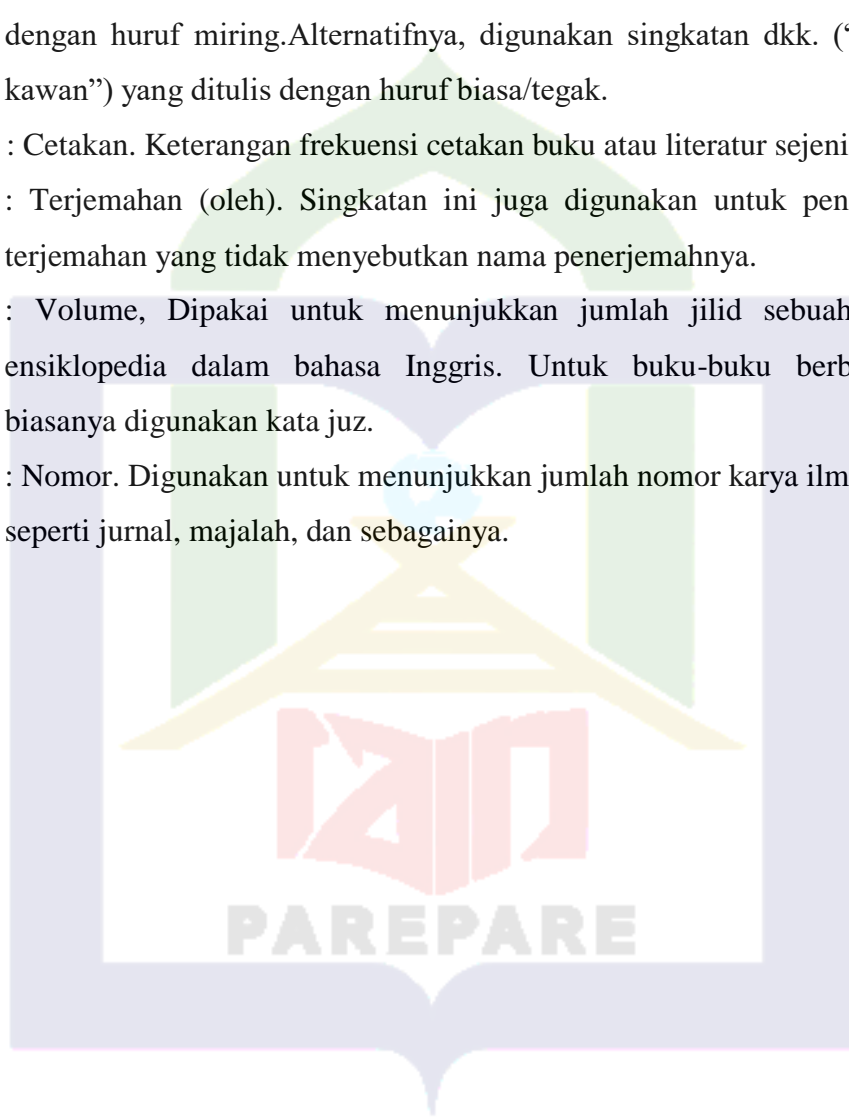 dengan huruf miring.Alternatifnya, digunakan singkatan dkk. (“
kawan”) yang ditulis dengan huruf biasa/tegak.
: Cetakan. Keterangan frekuensi cetakan buku atau literatur sejeni
: Terjemahan (oleh). Singkatan ini juga digunakan untuk pen
terjemahan yang tidak menyebutkan nama penerjemahnya.
: Volume, Dipakai untuk menunjukkan jumlah jilid sebuah
ensiklopedia dalam bahasa Inggris. Untuk buku-buku berb
biasanya digunakan kata juz.
: Nomor. Digunakan untuk menunjukkan jumlah nomor karya ilm
seperti jurnal, majalah, dan sebagainya.
iain
PAREPARE